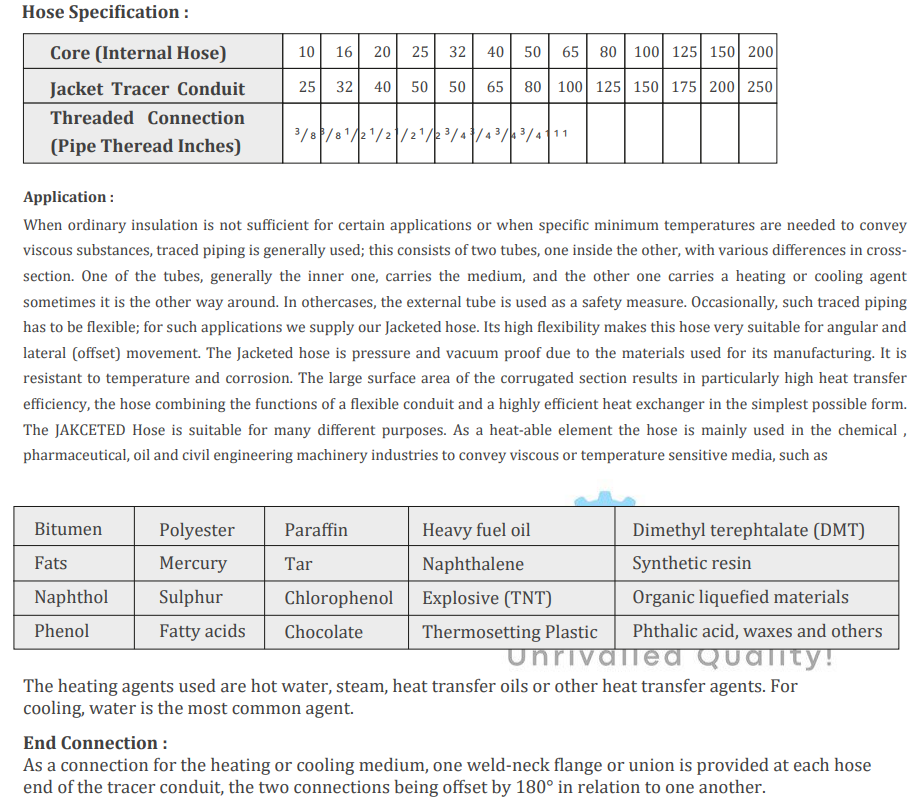 Hose Specification :
Core (Internal Hose) 10 16 20 25 32 40 50 65 80 100 125 150 200
Jacket Tracer Conduit 25 32 40 50 50 65 80 100 125 150 175 200 250
Threaded Connection
(Pipe Theread Inches) 3/8 3/8 1/2 1/2 1/2 1/2 3/4 3/4 3/4 3/4 1 1 1
Application :
When ordinary insulation is not sufficient for certain applications or when specific minimum temperatures are needed to convey
viscous substances, traced piping is generally used; this consists of two tubes, one inside the other, with various differences in cross-
section. One of the tubes, generally the inner one, carries the medium, and the other one carries a heating or cooling agent
sometimes it is the other way around. In othercases, the external tube is used as a safety measure. Occasionally, such traced piping
has to be flexible; for such applications we supply our Jacketed hose. Its high flexibility makes this hose very suitable for angular and
lateral (offset) movement. The Jacketed hose is pressure and vacuum proof due to the materials used for its manufacturing. It is
resistant to temperature and corrosion. The large surface area of the corrugated section results in particularly high heat transfer
efficiency, the hose combining the functions of a flexible conduit and a highly efficient heat exchanger in the simplest possible form.
The JAKCETED Hose is suitable for many different purposes. As a heat-able element the hose is mainly used in the chemical ,
pharmaceutical, oil and civil engineering machinery industries to convey viscous or temperature sensitive media, such as
Bitumen Polyester Paraffin Heavy fuel oil Dimethyl terephtalate (DMT)
Fats Mercury Tar Naphthalene Synthetic resin
Naphthol Sulphur Chlorophenol Explosive (TNT) Organic liquefied materials
Phenol Fatty acids Chocolate Thermosetting Plastic Phthalic acid, waxes and others
Unrivalled Quality!
The heating agents used are hot water, steam, heat transfer oils or other heat transfer agents. For
cooling, water is the most common agent.
End Connection :
As a connection for the heating or cooling medium, one weld-neck flange or union is provided at each hose
end of the tracer conduit, the two connections being offset by 180° in relation to one another.